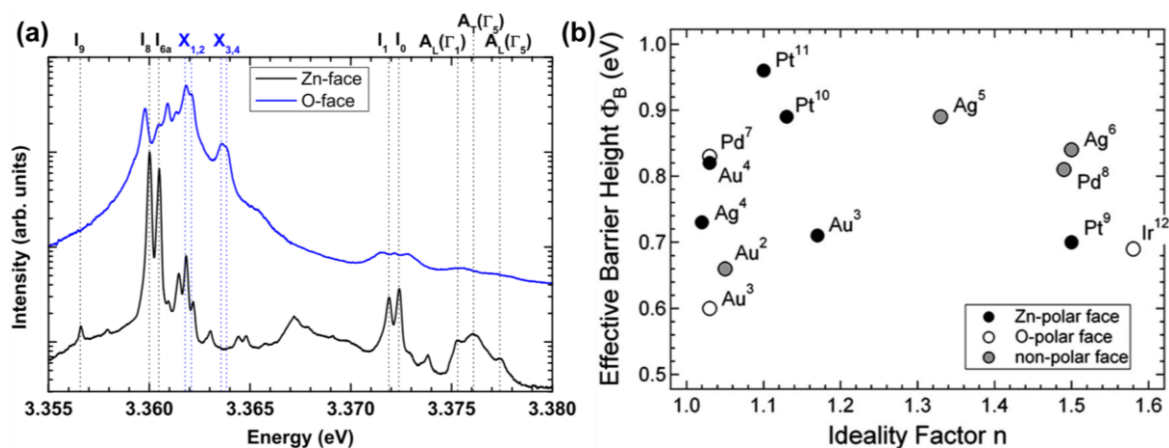 (a)
I₉ I₈ I₆ₐ X₁,₂ X₃,₄ I₁ I₀ A_L(Γ₁) A_T(Γ₅) A_L(Γ₅)
Zn-face
O-face
Intensity (arb. units)
3.355 3.360 3.365 3.370 3.375 3.380
Energy (eV)
(b)
Effective Barrier Height Φ_B (eV)
1.0
0.9
0.8
0.7
0.6
0.5
Pt¹¹
Pt¹⁰
Ag⁵
Pd⁷
Au⁴
Ag⁶
Pd⁸
Ag⁴
Au³
Pt⁹
Ir¹²
Au²
Au³
Zn-polar face
O-polar face
non-polar face
1.0 1.1 1.2 1.3 1.4 1.5 1.6
Ideality Factor n